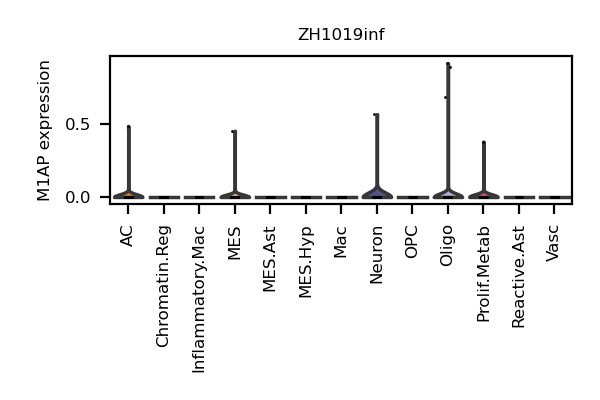 ZH1019inf
M1AP expression
0.5
0.0
AC
Chromatin.Reg
Inflammatory.Mac
MES
MES.Ast
MES.Hyp
Mac
Neuron
OPC
Oligo
Prolif.Metab
Reactive.Ast
Vasc